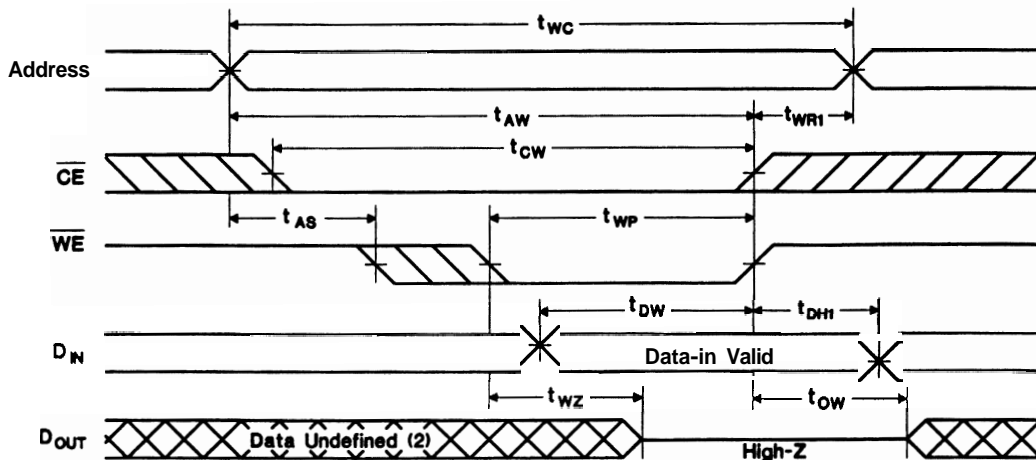 tWC
Address
tAW
tWR1
tCW
CE
tAS
tWP
WE
tDW
tDH1
DIN
Data-in Valid
tWZ
tOW
DOUT
Data Undefined (2)
High-Z